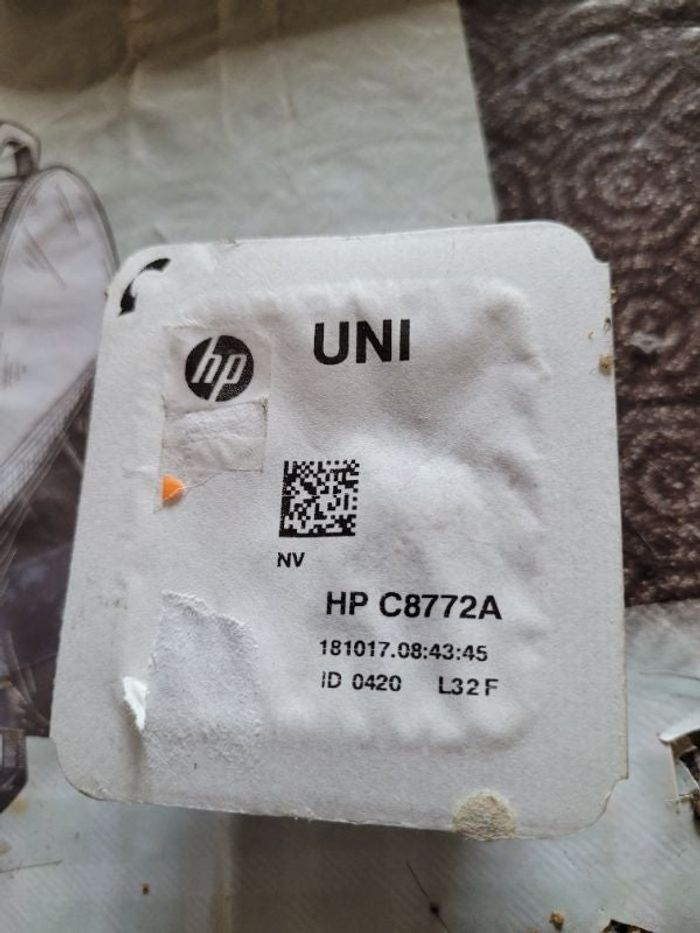 hp
UNI
NV
HP C8772A
181017.08:43:45
ID 0420 L32F